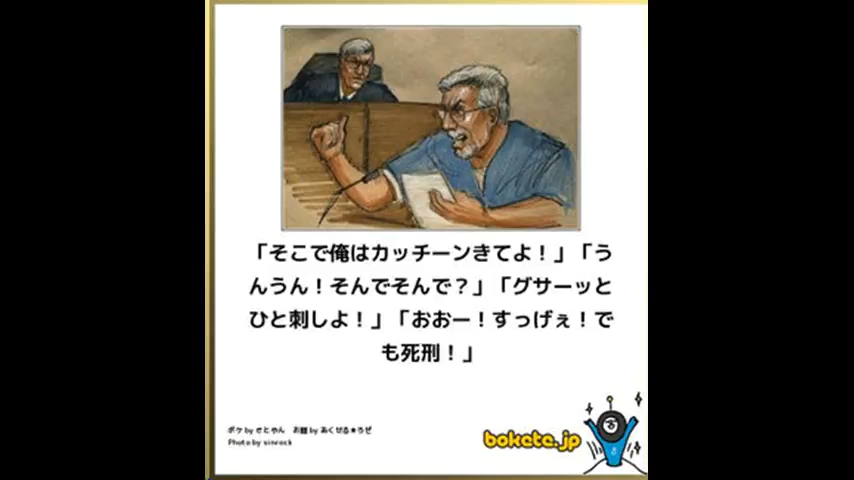 「そこで俺はカッチーンきてよ！」「う
んうん！そんでそんで？」「グサーッと
ひと刺しよ！」「おおー！すっげぇ！で
も死刑！」
ボケ by さとやん　お題 by あくせる★ろぜ
Photo by sinrock
bokete.jp